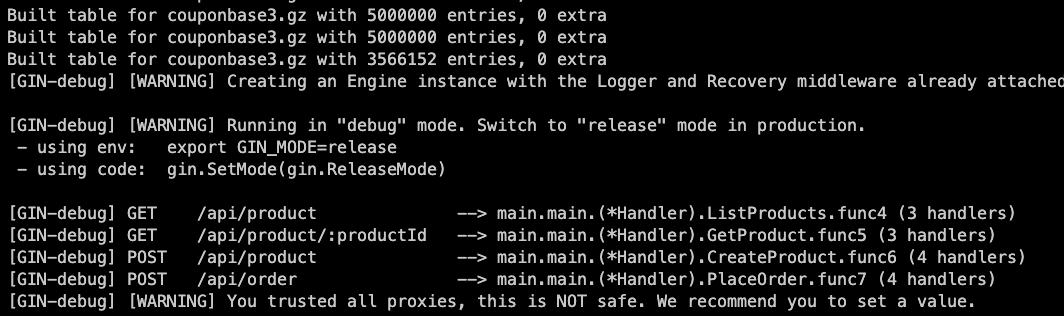 Built table for couponbase3.gz with 5000000 entries, 0 extra
Built table for couponbase3.gz with 5000000 entries, 0 extra
Built table for couponbase3.gz with 3566152 entries, 0 extra
[GIN-debug] [WARNING] Creating an Engine instance with the Logger and Recovery middleware already attached
[GIN-debug] [WARNING] Running in "debug" mode. Switch to "release" mode in production.
- using env:   export GIN_MODE=release
- using code:  gin.SetMode(gin.ReleaseMode)
[GIN-debug] GET    /api/product              --> main.main.(*Handler).ListProducts.func4 (3 handlers)
[GIN-debug] GET    /api/product/:productId   --> main.main.(*Handler).GetProduct.func5 (3 handlers)
[GIN-debug] POST   /api/product              --> main.main.(*Handler).CreateProduct.func6 (4 handlers)
[GIN-debug] POST   /api/order                --> main.main.(*Handler).PlaceOrder.func7 (4 handlers)
[GIN-debug] [WARNING] You trusted all proxies, this is NOT safe. We recommend you to set a value.